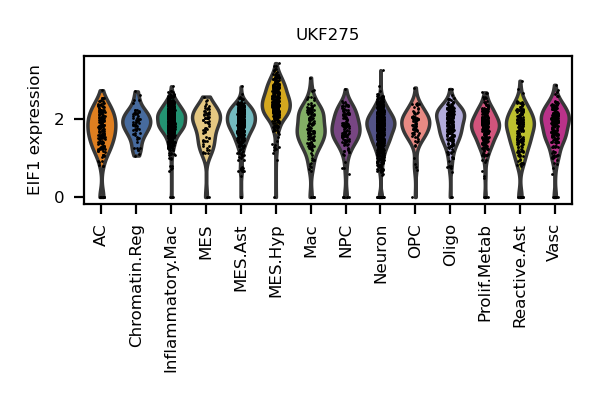 UKF275
EIF1 expression
2
0
AC
Chromatin.Reg
Inflammatory.Mac
MES
MES.Ast
MES.Hyp
Mac
NPC
Neuron
OPC
Oligo
Prolif.Metab
Reactive.Ast
Vasc